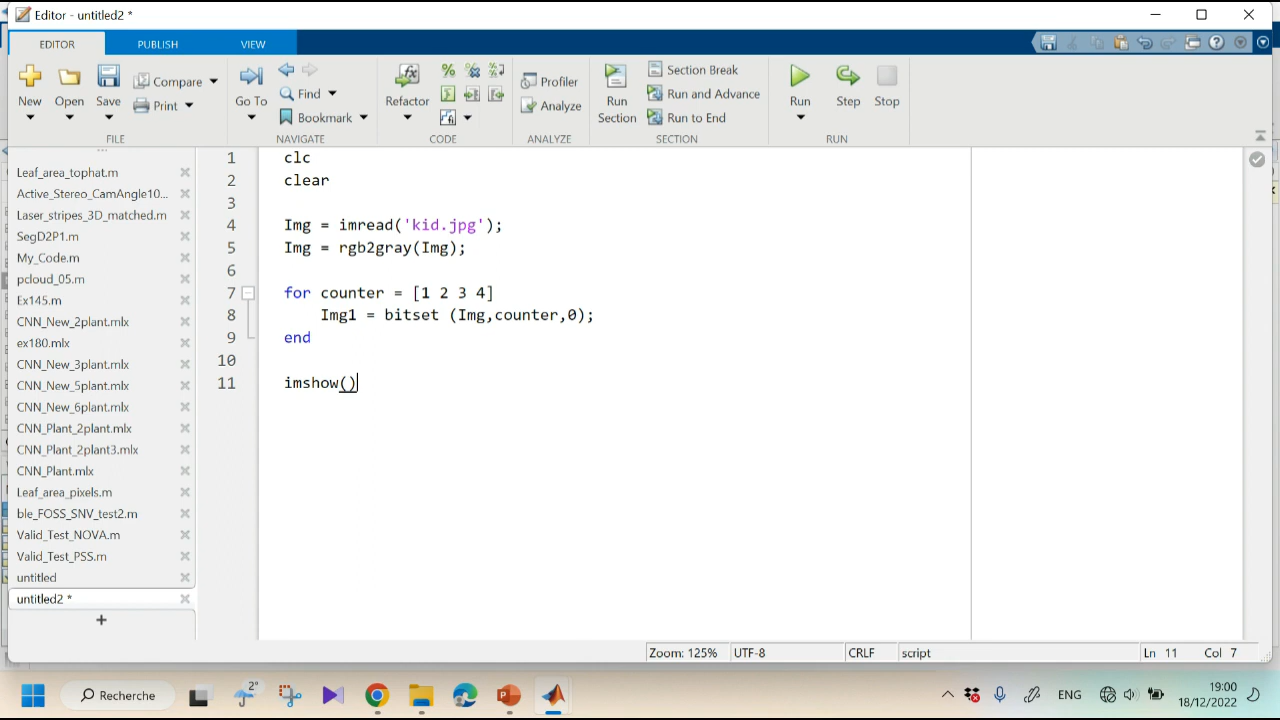 Editor - untitled2 *
EDITOR PUBLISH VIEW
New Open Save Compare Print
Go To Find Bookmark
Refactor
Profiler Analyze
Run Section Section Break Run and Advance Run to End
Run Step Stop
FILE NAVIGATE CODE ANALYZE SECTION RUN
Leaf_area_tophat.m
Active_Stereo_CamAngle10...
Laser_stripes_3D_matched.m
SegD2P1.m
My_Code.m
pcloud_05.m
Ex145.m
CNN_New_2plant.mlx
ex180.mlx
CNN_New_3plant.mlx
CNN_New_5plant.mlx
CNN_New_6plant.mlx
CNN_Plant_2plant.mlx
CNN_Plant_2plant3.mlx
CNN_Plant.mlx
Leaf_area_pixels.m
ble_FOSS_SNV_test2.m
Valid_Test_NOVA.m
Valid_Test_PSS.m
untitled
untitled2 *
1 clc
2 clear
3
4 Img = imread('kid.jpg');
5 Img = rgb2gray(Img);
6
7 for counter = [1 2 3 4]
8 Img1 = bitset (Img,counter,0);
9 end
10
11 imshow()
Zoom: 125% UTF-8 CRLF script Ln 11 Col 7
Recherche 2° ENG 19:00
18/12/2022